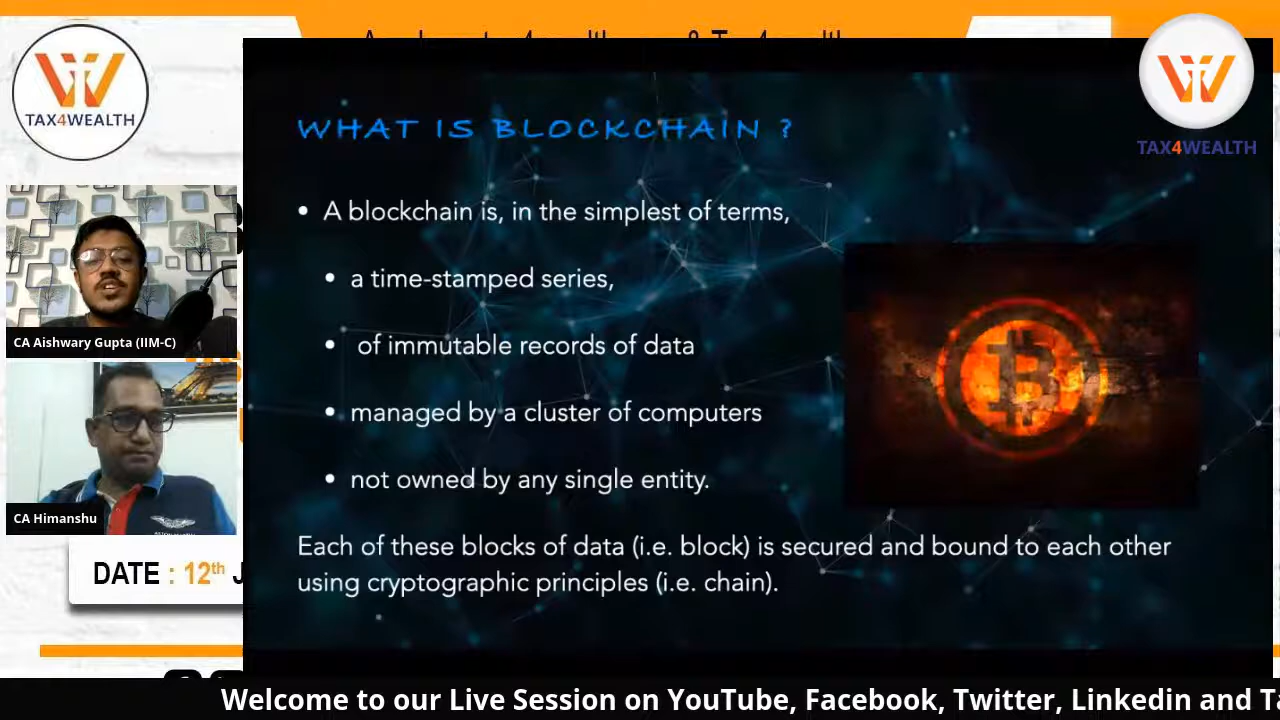 TAX4WEALTH
TAX4WEALTH
WHAT IS BLOCKCHAIN ?
• A blockchain is, in the simplest of terms,
• a time-stamped series,
• of immutable records of data
• managed by a cluster of computers
• not owned by any single entity.
Each of these blocks of data (i.e. block) is secured and bound to each other
using cryptographic principles (i.e. chain).
CA Aishwary Gupta (IIM-C)
CA Himanshu
DATE : 12th J
Welcome to our Live Session on YouTube, Facebook, Twitter, Linkedin and Ta